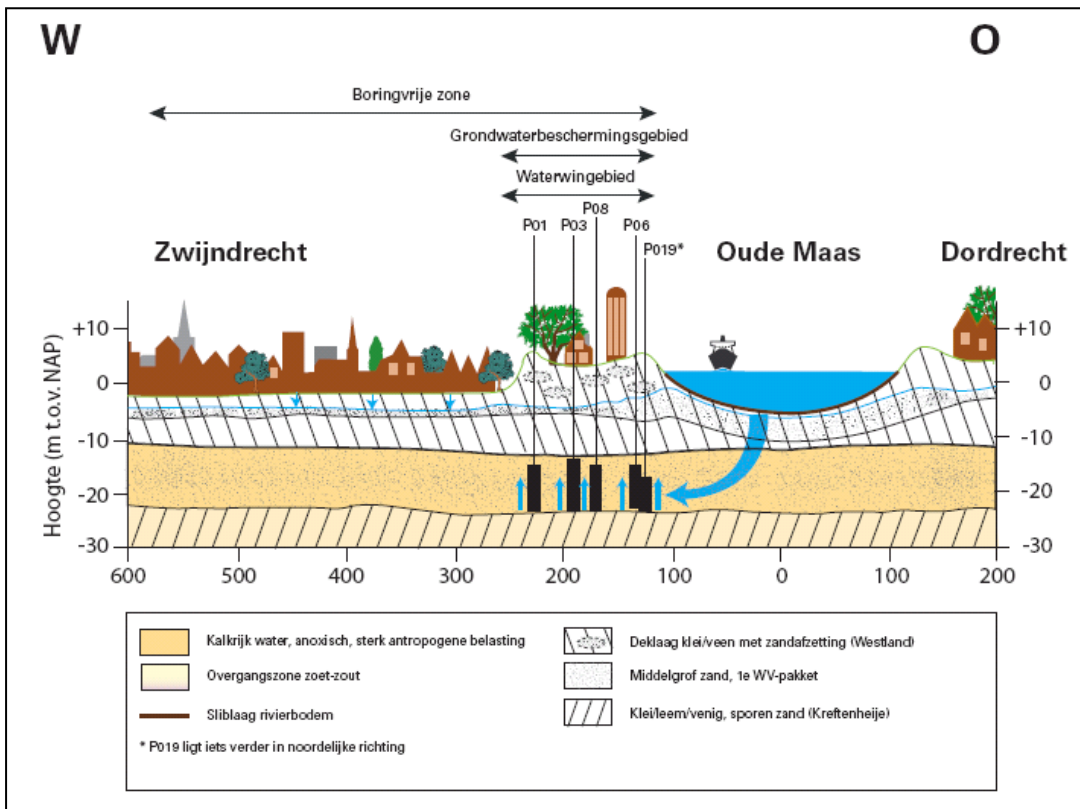 W O
Boringvrije zone
Grondwaterbeschermingsgebied
Waterwingebied
P08
P01 P03 P06
P019*
Zwijndrecht Oude Maas Dordrecht
Hoogte (m t.o.v. NAP)
+10 +10
0 0
-10 -10
-20 -20
-30 -30
600 500 400 300 200 100 0 100 200
Kalkrijk water, anoxisch, sterk antropogene belasting
Overgangszone zoet-zout
Sliblaag rivierbodem
* P019 ligt iets verder in noordelijke richting
Deklaag klei/veen met zandafzetting (Westland)
Middelgrof zand, 1e WV-pakket
Klei/leem/venig, sporen zand (Kreftenheije)